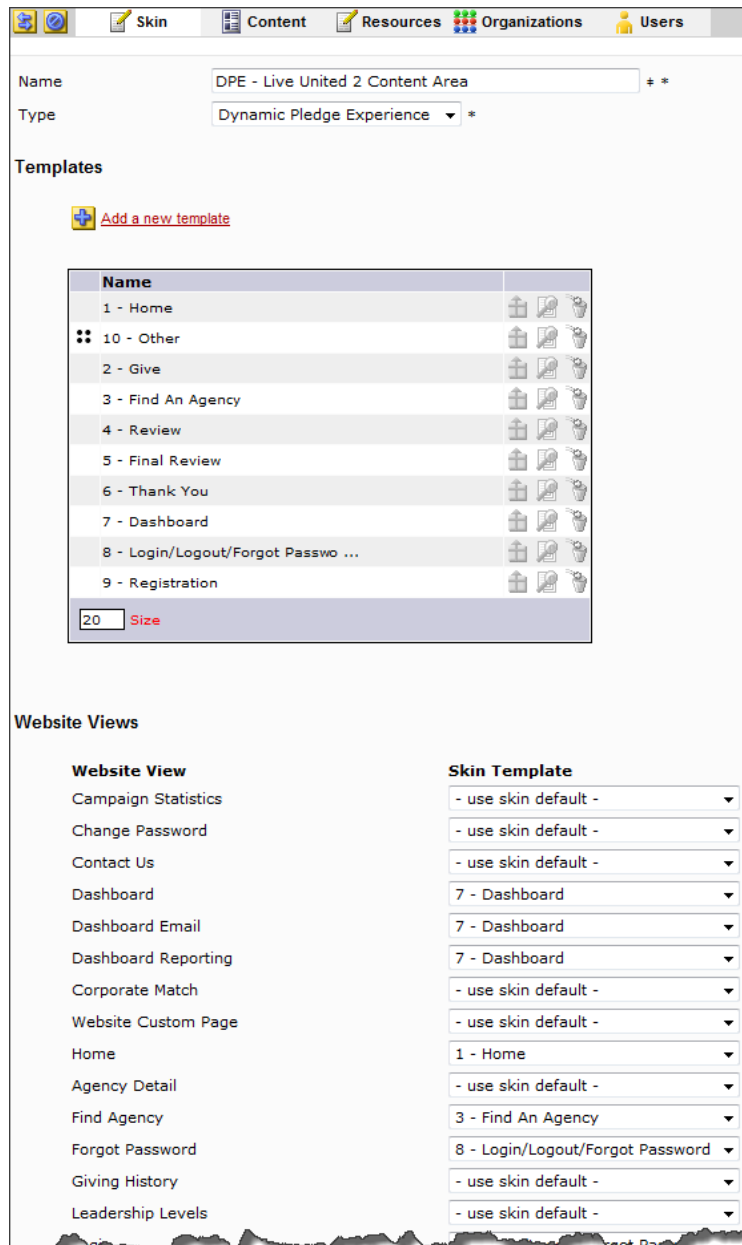 Skin Content Resources Organizations Users
Name DPE - Live United 2 Content Area ‡ *
Type Dynamic Pledge Experience *
Templates
Add a new template
Name
1 - Home
10 - Other
2 - Give
3 - Find An Agency
4 - Review
5 - Final Review
6 - Thank You
7 - Dashboard
8 - Login/Logout/Forgot Passwo ...
9 - Registration
20 Size
Website Views
Website View Skin Template
Campaign Statistics - use skin default -
Change Password - use skin default -
Contact Us - use skin default -
Dashboard 7 - Dashboard
Dashboard Email 7 - Dashboard
Dashboard Reporting 7 - Dashboard
Corporate Match - use skin default -
Website Custom Page - use skin default -
Home 1 - Home
Agency Detail - use skin default -
Find Agency 3 - Find An Agency
Forgot Password 8 - Login/Logout/Forgot Password
Giving History - use skin default -
Leadership Levels - use skin default -